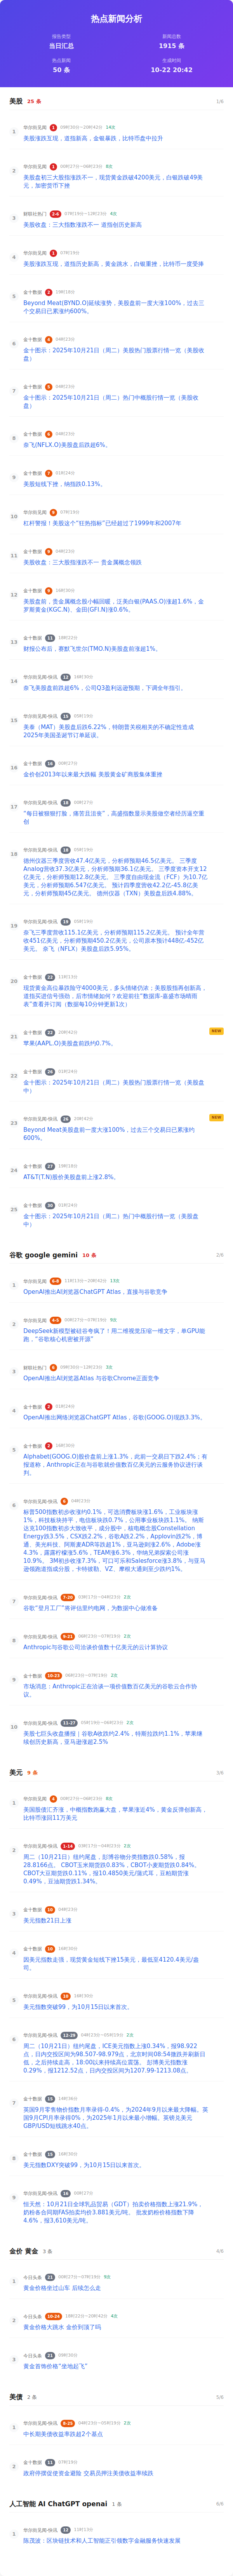 热点新闻分析
报告类型
新闻总数
当日汇总
1915 条
热点新闻
生成时间
50 条
10-22 20:42
美股 25 条 1/6
1
华尔街见闻 1 09时30分~20时42分 14次
美股涨跌互现，道指新高，金银暴跌，比特币盘中拉升
2
华尔街见闻 1 00时27分~06时23分 8次
美股盘初三大股指涨跌不一，现货黄金跌破4200美元，白银跌破49美
元，加密货币下挫
3
财联社热门 07时19分~12时23分 4次
美股收盘：三大指数涨跌不一 道指创历史新高
4
华尔街见闻 1 07时19分
美股涨跌互现，道指历史新高，黄金跳水，白银重挫，比特币一度受捧
5
金十数据 2 19时18分
Beyond Meat(BYND.O)延续涨势，美股盘前一度大涨100%，过去三
个交易日已累涨约600%。
6
金十数据 04时23分
金十图示：2025年10月21日（周二）美股热门股票行情一览（美股收
盘）
7
金十数据 04时23分
金十图示：2025年10月21日（周二）热门中概股行情一览（美股收
盘）
8
金十数据 04时23分
奈飞(NFLX.O)美股盘后跌超6%。
9
金十数据 01时24分
美股短线下挫，纳指跌0.13%。
10
华尔街见闻 07时19分
杠杆警报！美股这个“狂热指标”已经超过了1999年和2007年
11
金十数据 04时23分
美股收盘：三大股指涨跌不一 贵金属概念领跌
12
金十数据 16时30分
美股盘前，贵金属概念股小幅回暖，泛美白银(PAAS.O)涨超1.6%，金
罗斯黄金(KGC.N)、金田(GFI.N)涨0.6%。
13
金十数据 11 18时22分
财报公布后，赛默飞世尔(TMO.N)美股盘前涨超1%。
14
华尔街见闻-快讯 12 16时30分
奈飞美股盘前跌超6%，公司Q3盈利远逊预期，下调全年指引。
15
华尔街见闻-快讯 15 05时19分
美泰（MAT）美股盘后跌6.22%，特朗普关税相关的不确定性造成
2025年美国圣诞节订单延误。
16
金十数据 00时27分
金价创2013年以来最大跌幅 美股黄金矿商股集体重挫
17
华尔街见闻-快讯 00时27分
“每日被狠狠打脸，痛苦且沮丧”，高盛指数显示美股做空者经历返空重
创
18
华尔街见闻-快讯 05时19分
德州仪器三季度营收47.4亿美元，分析师预期46.5亿美元。 三季度
Analog营收37.3亿美元，分析师预期36.1亿美元。 三季度资本开支12
亿美元，分析师预期12.8亿美元。 三季度自由现金流（FCF）为10.7亿
美元，分析师预期6.547亿美元。 预计四季度营收42.2亿-45.8亿美
元，分析师预期45亿美元。 德州仪器（TXN）美股盘后跌4.88%。
19
华尔街见闻-快讯 05时19分
奈飞三季度营收115.1亿美元，分析师预期115.2亿美元。 预计全年营
收451亿美元，分析师预期450.2亿美元，公司原本预计448亿-452亿
美元。 奈飞（NFLX）美股盘后跌5.95%。
20
金十数据 11时23分
现货黄金高位暴跌险守4000美元，多头情绪仍浓；美股股指再创新高，
道指买进信号强劲，后市情绪如何？欢迎前往“数据库-嘉盛市场晴雨
表”查看并订阅（数据每10分钟更新1次）
21
金十数据 20时42分 NEW
苹果(AAPL.O)美股盘前跌约0.7%。
22
金十数据 01时24分
金十图示：2025年10月21日（周二）美股热门股票行情一览（美股盘
中）
23
华尔街见闻-快讯 20时42分 NEW
Beyond Meat美股盘前一度大涨100%，过去三个交易日已累涨约
600%。
24
金十数据 27 19时18分
AT&T(T.N)股价美股盘前上涨2.8%。
25
金十数据 01时24分
金十图示：2025年10月21日（周二）热门中概股行情一览（美股盘
中）
谷歌 google gemini 10 条 2/6
1
华尔街见闻 11时23分~20时42分 13次
OpenAI推出AI浏览器ChatGPT Atlas，直接与谷歌竞争
2
华尔街见闻 04时27分~07时19分
DeepSeek新模型被硅谷夸疯了！用二维视觉压缩一维文字，单GPU能
跑，“谷歌核心机密被开源”
3
财联社热门 09时30分~12时23分 3次
OpenAI推出AI浏览器Atlas 与谷歌Chrome正面竞争
4
金十数据 2 01时24分
OpenAI推出网络浏览器ChatGPT Atlas，谷歌(GOOG.O)现跌3.3%。
5
金十数据 2 16时30分
Alphabet(GOOG.O)股价盘前上涨1.3%，此前一交易日下跌2.4%；有
报道称，Anthropic正在与谷歌就价值数百亿美元的云服务协议进行谈
判。
6
华尔街见闻-快讯 04时23分
标普500指数初步收涨约0.1%，可选消费板块涨1.6%，工业板块涨
1%，科技板块持平，电信板块跌0.7%，公用事业板块跌1.1%。 纳斯
达克100指数初步大致收平，成分股中，核电概念股Constellation
Energy跌3.5%，CSX跌2.2%，谷歌A跌2.2%，Applovin跌2%，博
通、美光科技、阿斯麦ADR等跌超1%，亚马逊则涨2.6%，Adobe涨
4.3%，露露柠檬涨5.6%，TEAM涨6.3%，华纳兄弟探索公司涨
10.9%。 3M初步收涨7.3%，可口可乐和Salesforce涨3.8%，与亚马
逊领跑道指成分股，卡特彼勒、VZ、摩根大通则至少跌约1%。
7
华尔街见闻-快讯 7-20 03时17分~04时23分 2次
谷歌“登月工厂”将评估里约电网，为数据中心做准备
8
华尔街见闻-快讯 06时23分~07时19分 2次
Anthropic与谷歌公司洽谈价值数十亿美元的云计算协议
9
金十数据 06时23分~07时19分 2次
市场消息：Anthropic正在洽谈一项价值数百亿美元的谷歌云合作协
议。
10
华尔街见闻-快讯 11-27 05时19分~06时23分 2次
美股七巨头收盘播报｜谷歌A收跌约2.4%，特斯拉跌约1.1%，苹果继
续创历史新高，亚马逊涨超2.5%
美元 9 条 3/6
1
华尔街见闻 00时27分~06时23分 8次
美国股债汇齐涨，中概指数跑赢大盘，苹果涨近4%，黄金反弹创新高，
比特币涨回11万美元
2
华尔街见闻-快讯 1-14 03时17分~04时23分 2次
周二（10月21日）纽约尾盘，彭博谷物分类指数跌0.58%，报
28.8166点。 CBOT玉米期货跌0.83%，CBOT小麦期货跌0.84%。
CBOT大豆期货跌0.11%，报10.4850美元/蒲式耳，豆粕期货涨
0.49%，豆油期货跌1.34%。
3
金十数据 04时23分
美元指数21日上涨
4
金十数据 16时30分
因美元指数走强，现货黄金短线下挫15美元，最低至4120.4美元/盎
司。
5
华尔街见闻-快讯 16时30分
美元指数突破99，为10月15日以来首次。
6
华尔街见闻-快讯 12-29 04时23分~05时19分 2次
周二（10月21日）纽约尾盘，ICE美元指数上涨0.34%，报98.922
点，日内交投区间为98.507-98.979点，北京时间08:54微跌并刷新日
低，之后持续走高，18:00以来持续高位震荡。 彭博美元指数涨
0.29%，报1212.52点，日内交投区间为1207.99-1213.08点。
7
金十数据 14时36分
英国9月零售物价指数月率录得-0.4%，为2024年9月以来最大降幅。英
国9月CPI月率录得0%，为2025年1月以来最小增幅。英镑兑美元
GBP/USD短线跳水40点。
8
金十数据 16时30分
美元指数DXY突破99，为10月15日以来首次。
9
华尔街见闻-快讯 00时27分
恒天然：10月21日全球乳品贸易（GDT）拍卖价格指数上涨21.9%，
奶粉各合同期FAS拍卖均价3.881美元/吨。 批发奶粉价格指数下降
4.6%，报3,610美元/吨。
金价 黄金 3 条 4/6
1
今日头条 21 00时27分~07时19分
黄金价格坐过山车 后续怎么走
2
今日头条 10-24 18时22分~20时42分 4次
黄金价格大跳水 金价到顶了吗
3
今日头条 21 09时30分
黄金首饰价格“坐地起飞”
美债 2 条 5/6
1
华尔街见闻-快讯 8-25 04时23分~05时19分 2次
中长期美债收益率跌超2个基点
2
金十数据 11 07时19分
政府停摆促使资金避险 交易员押注美债收益率续跌
人工智能 AI ChatGPT openai 1 条 6/6
1
华尔街见闻-快讯 12 11时23分
陈茂波：区块链技术和人工智能正引领数字金融服务快速发展